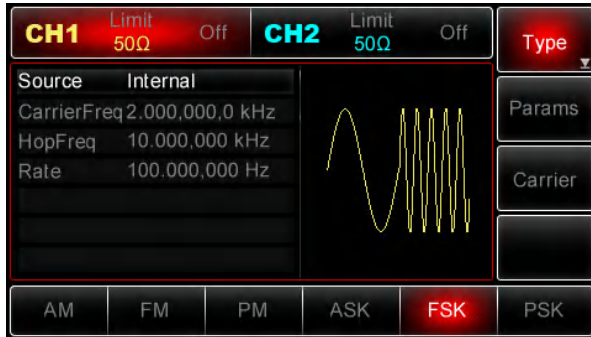 CH1 Limit 50Ω Off CH2 Limit 50Ω Off Type
Source Internal
CarrierFreq 2.000,000,0 kHz
HopFreq 10.000,000 kHz
Rate 100.000,000 Hz
Params
Carrier
AM FM PM ASK FSK PSK